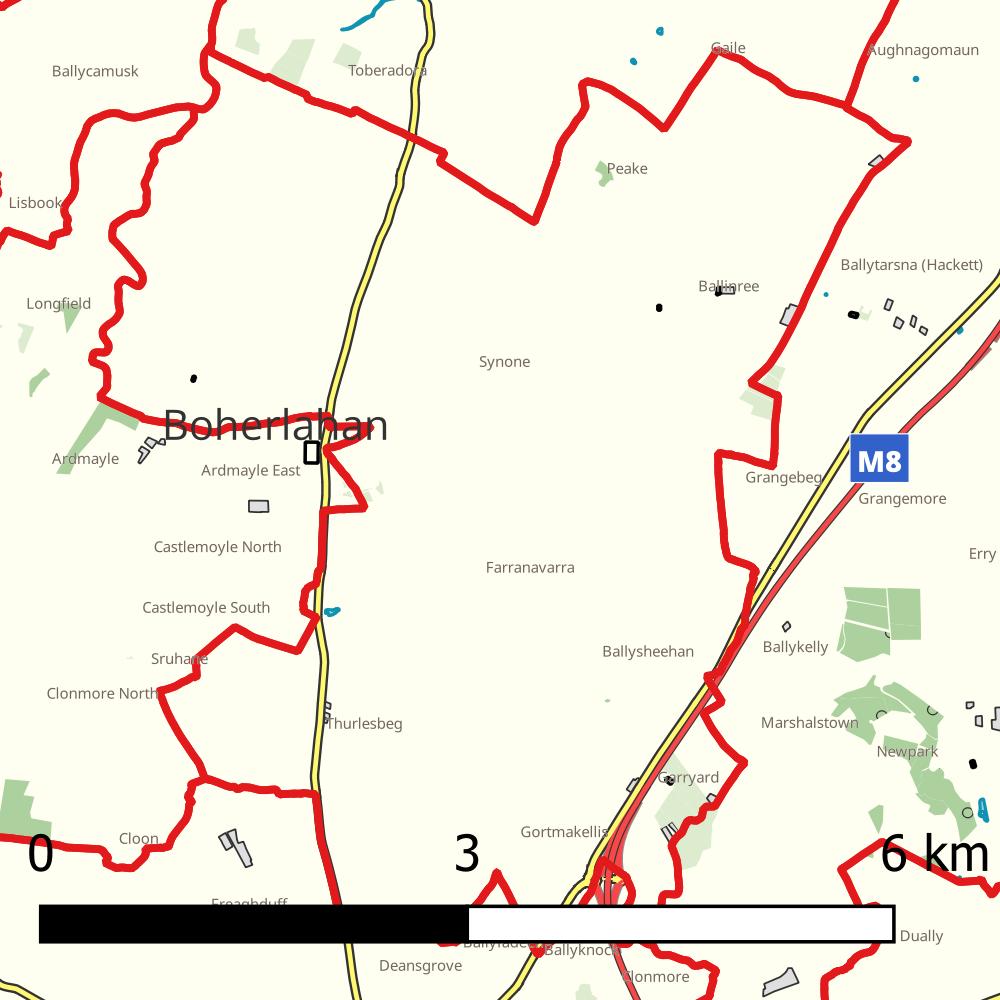 Gaile
Aughnagomaun
Ballycamusk
Toberadora
Peake
Lisbook
Ballytarsna (Hackett)
Ballinree
Longfield
Synone
Boherlahan
Ardmayle
Ardmayle East
M8
Grangebeg
Grangemore
Castlemoyle North
Erry
Farranavarra
Castlemoyle South
Ballysheehan
Ballykelly
Sruhane
Clonmore North
Thurlesbeg
Marshalstown
Newpark
Garryard
Gortmakellis
Cloon
0 3 6 km
Freaghduff
Dually
Ballyknock
Deansgrove
Clonmore